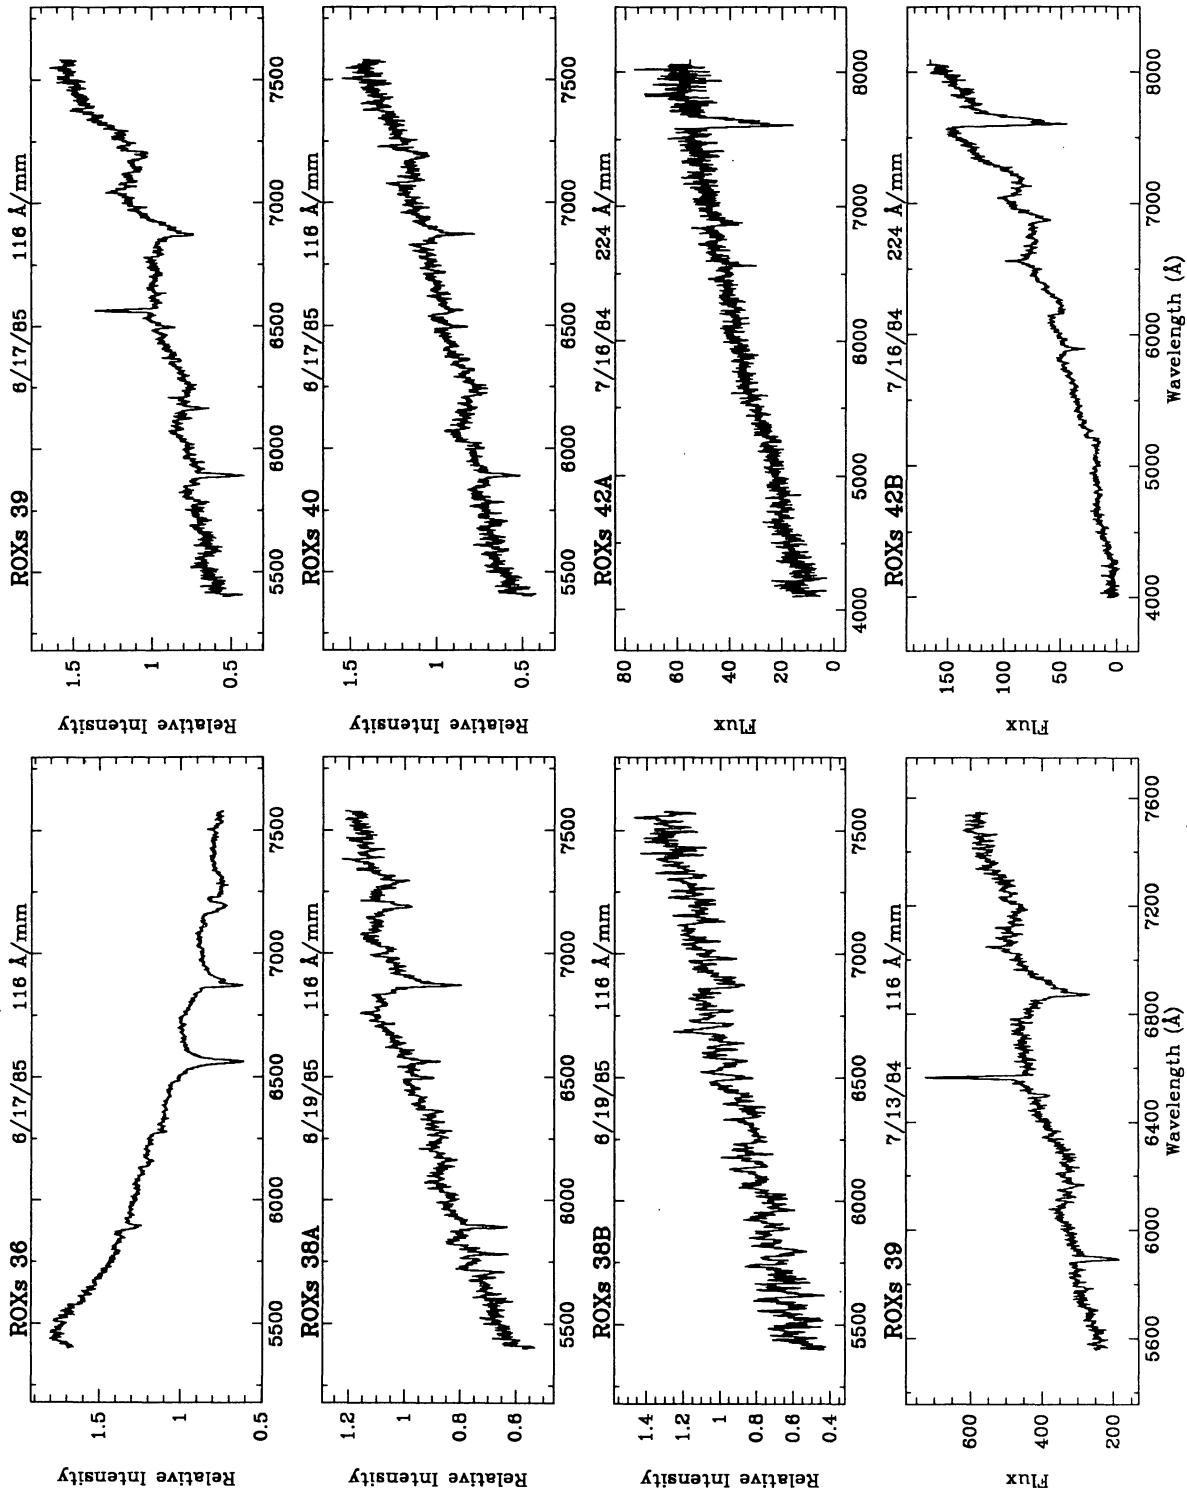 ROXs 36 6/17/85 116 Å/mm
Relative Intensity
1.5
1
0.5
5500 6000 6500 7000 7500
ROXs 38A 6/19/85 116 Å/mm
Relative Intensity
1.2
1
0.8
0.6
5500 6000 6500 7000 7500
ROXs 38B 6/19/85 116 Å/mm
Relative Intensity
1.4
1.2
1
0.8
0.6
0.4
5500 6000 6500 7000 7500
ROXs 39 7/13/84 116 Å/mm
Flux
600
400
200
5600 6000 6400 6800 7200 7600
Wavelength (Å)
ROXs 39 6/17/85 116 Å/mm
Relative Intensity
1.5
1
0.5
5500 6000 6500 7000 7500
ROXs 40 6/17/85 116 Å/mm
Relative Intensity
1.5
1
0.5
5500 6000 6500 7000 7500
ROXs 42A 7/16/84 224 Å/mm
Flux
80
60
40
20
0
4000 5000 6000 7000 8000
ROXs 42B 7/16/84 224 Å/mm
Flux
150
100
50
0
4000 5000 6000 7000 8000
Wavelength (Å)